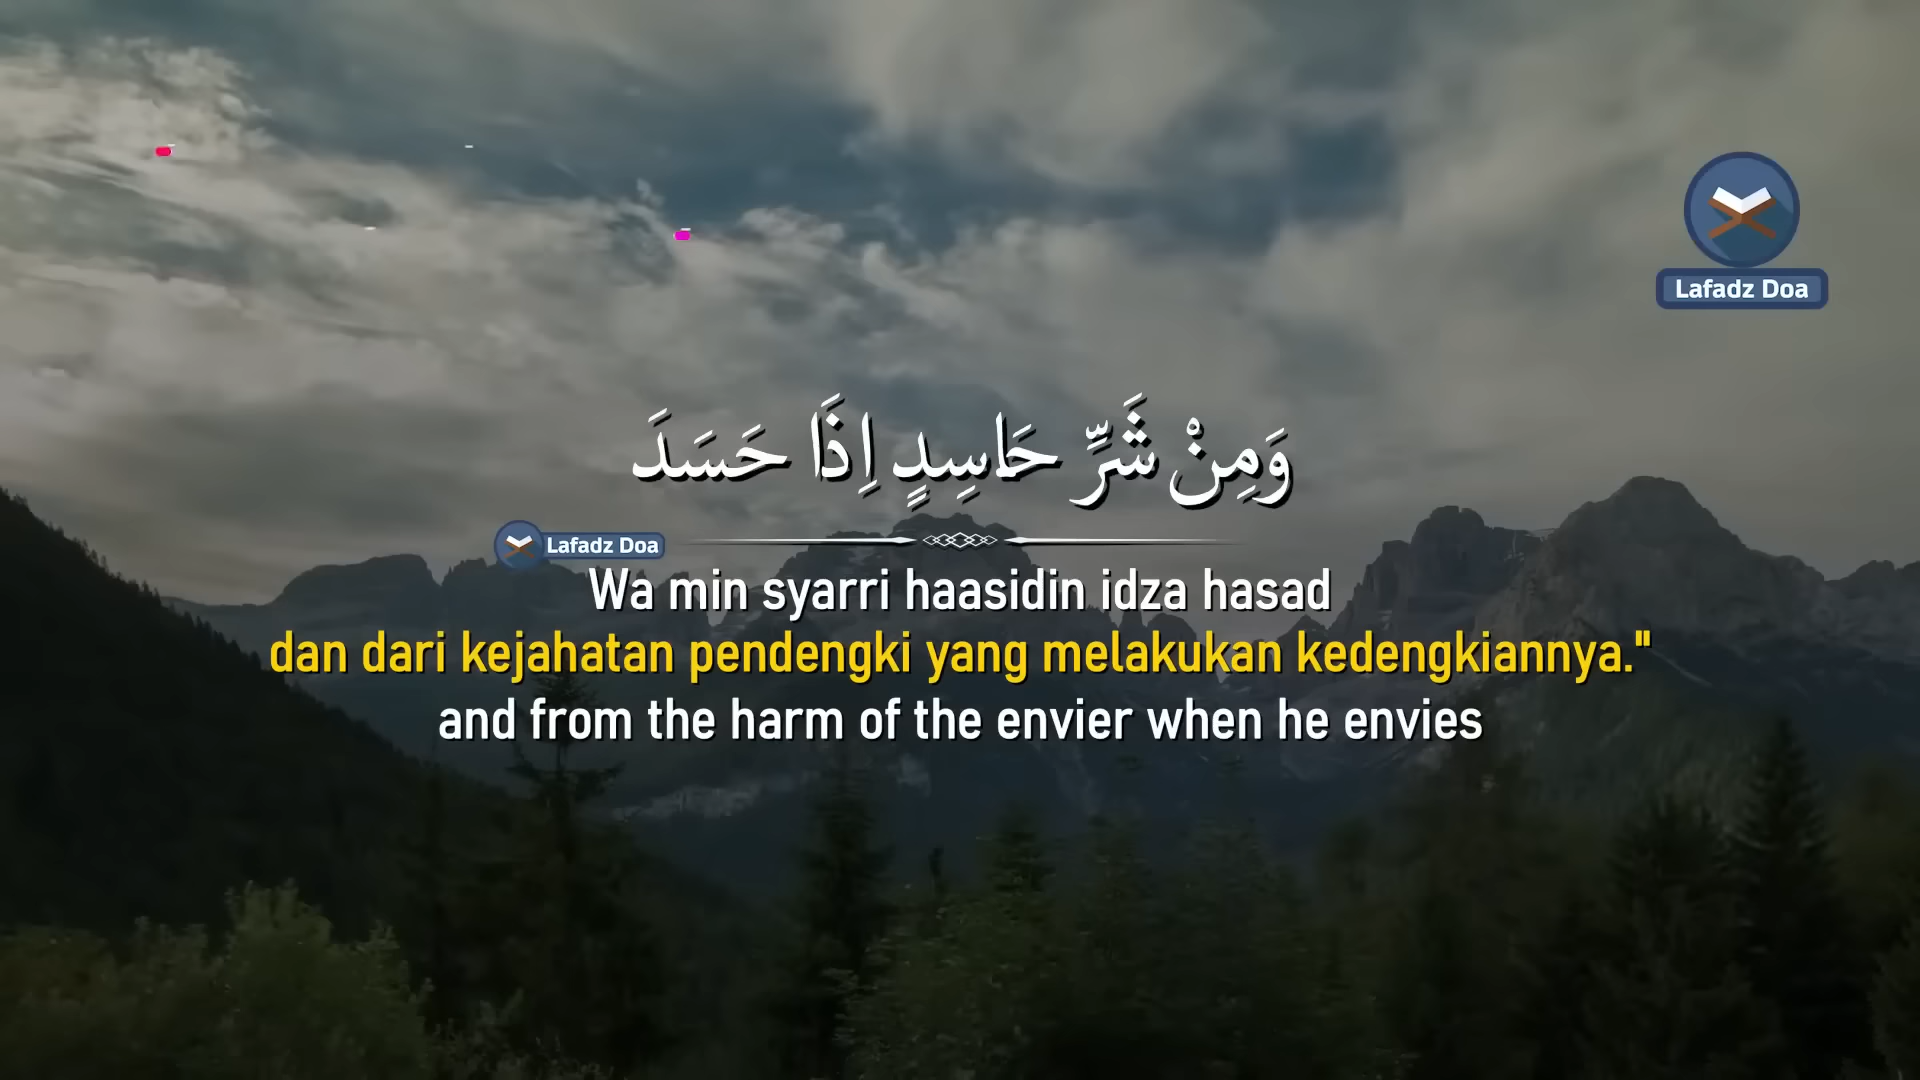 Lafadz Doa
وَمِنْ شَرِّ حَاسِدٍ اِذَا حَسَدَ
Lafadz Doa
Wa min syarri haasidin idza hasad
dan dari kejahatan pendengki yang melakukan kedengkiannya."
and from the harm of the envier when he envies